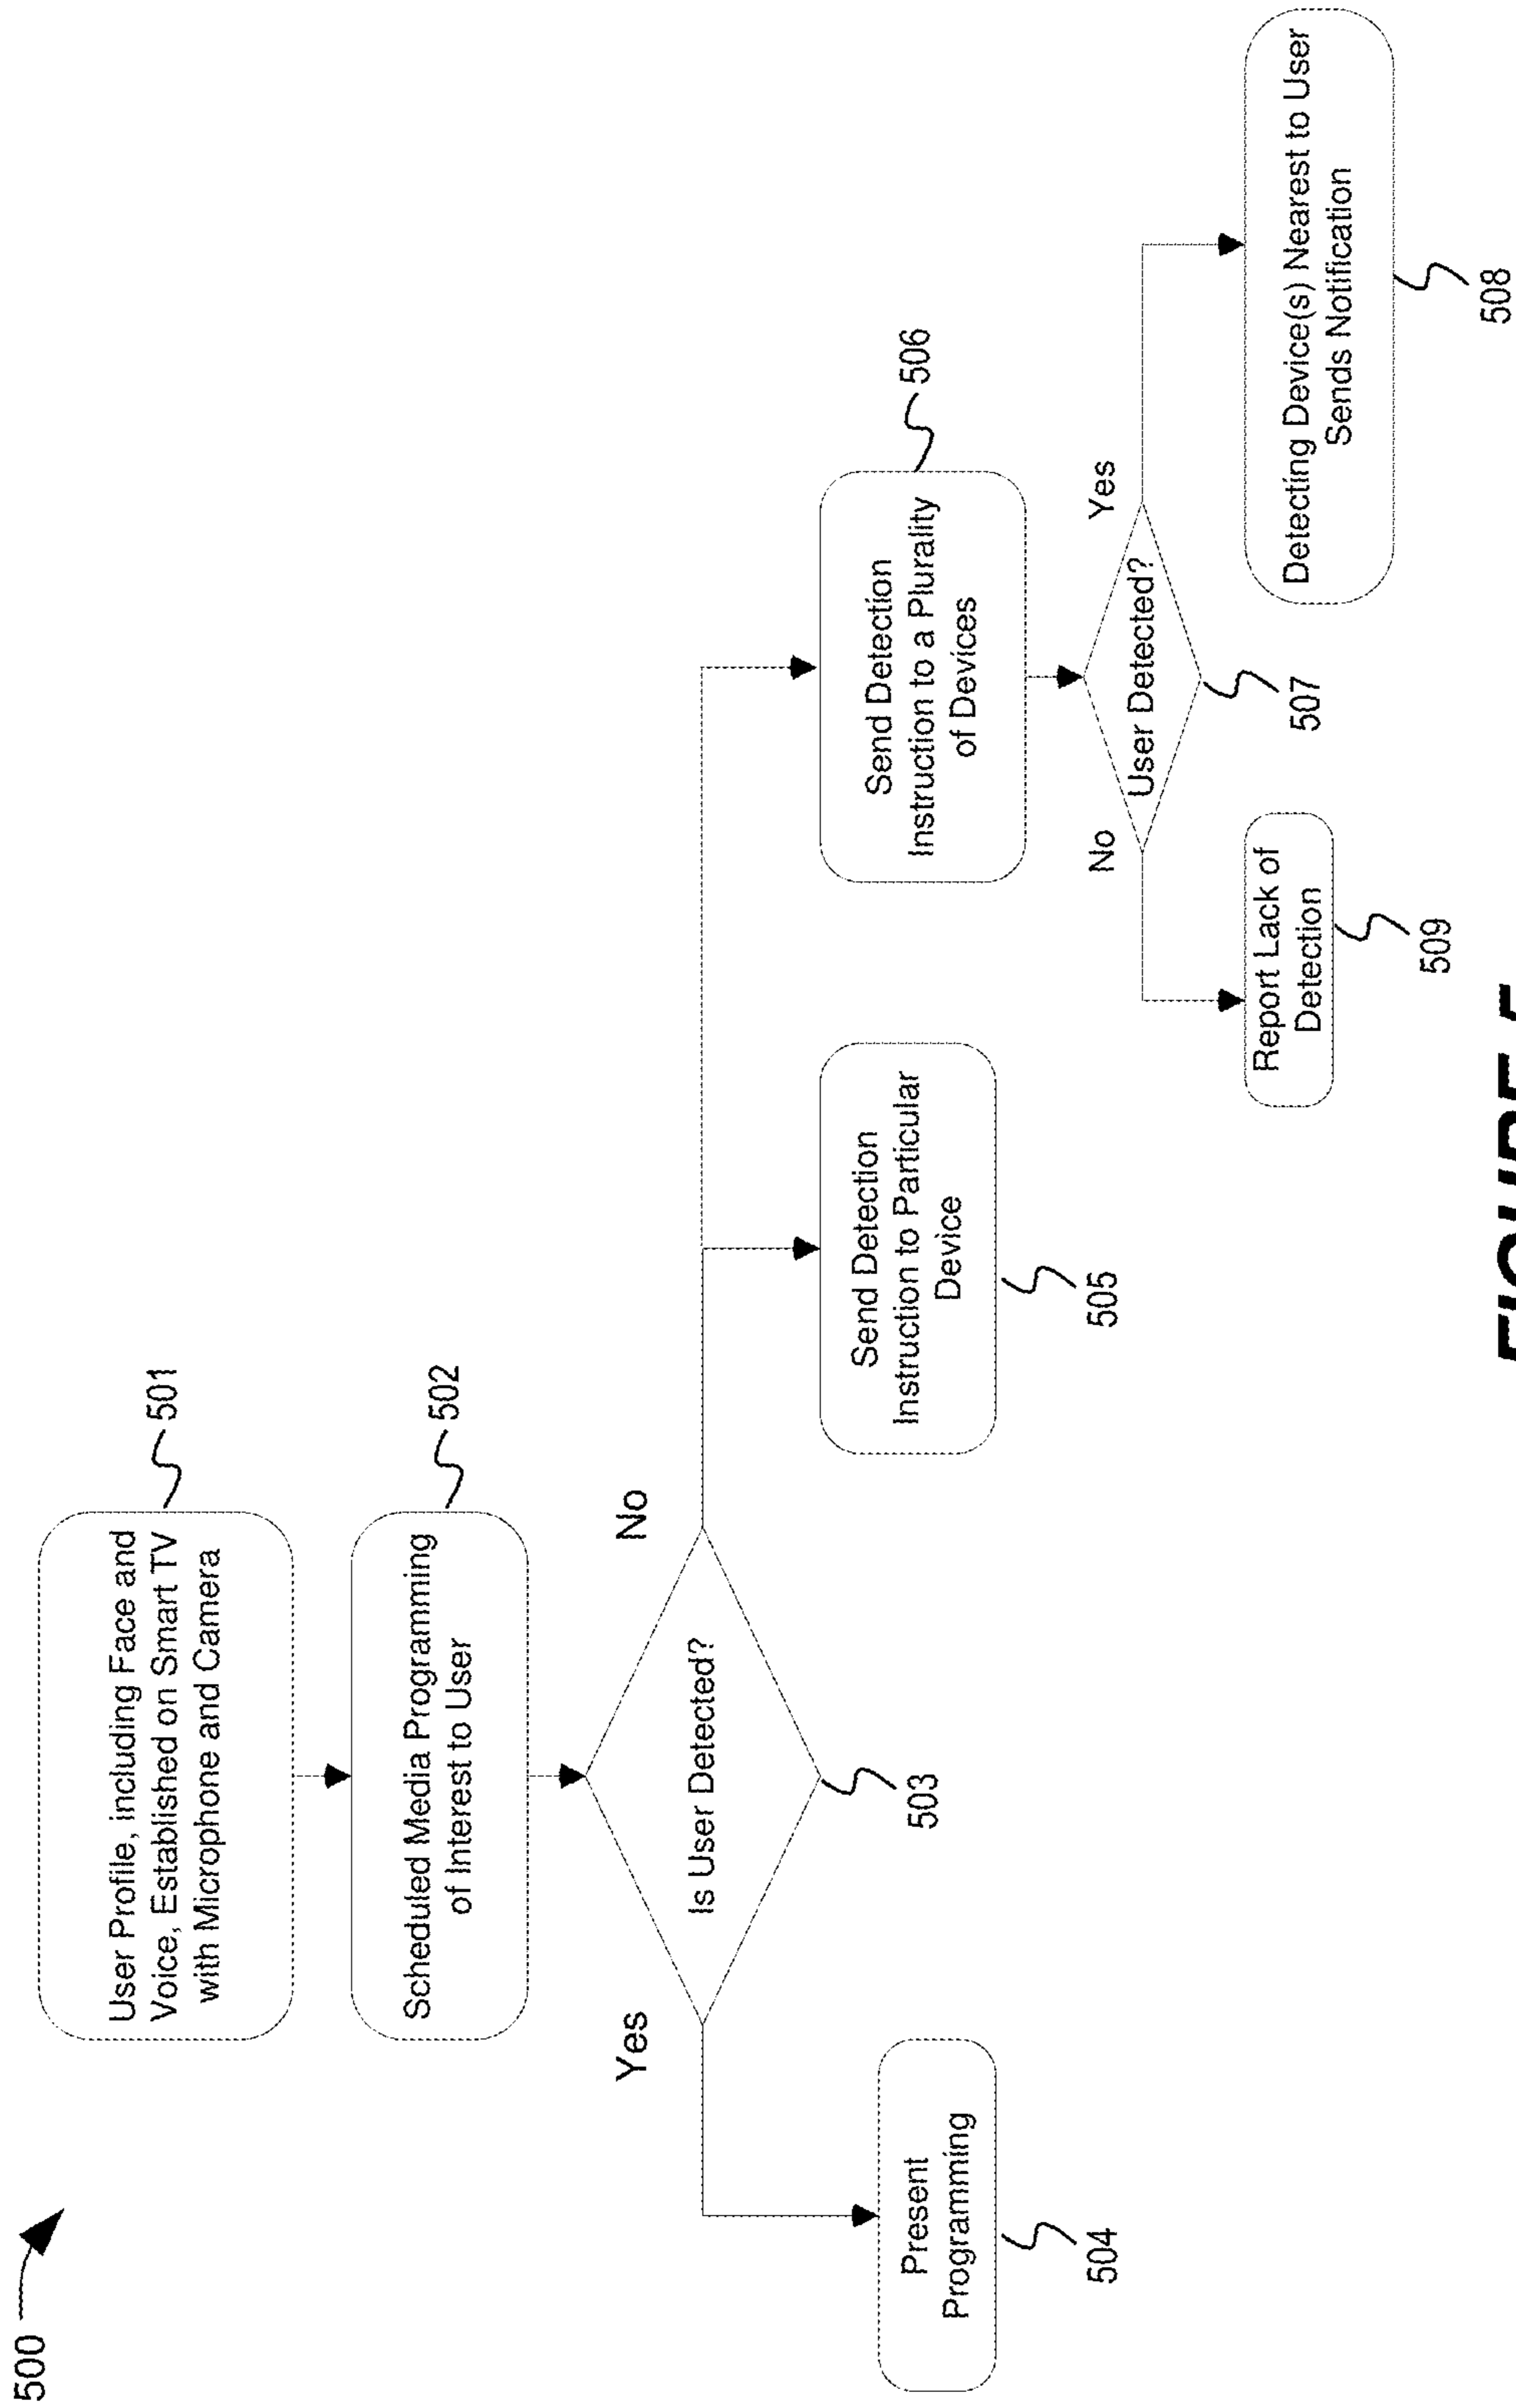 500
User Profile, including Face and
Voice, Established on Smart TV
with Microphone and Camera
501
Scheduled Media Programming
of Interest to User
502
Is User Detected?
503
Yes
No
Present
Programming
504
Send Detection
Instruction to Particular
Device
505
Send Detection
Instruction to a Plurality
of Devices
506
User Detected?
507
No
Yes
Report Lack of
Detection
509
Detecting Device(s) Nearest to User
Sends Notification
508
FIGURE 5